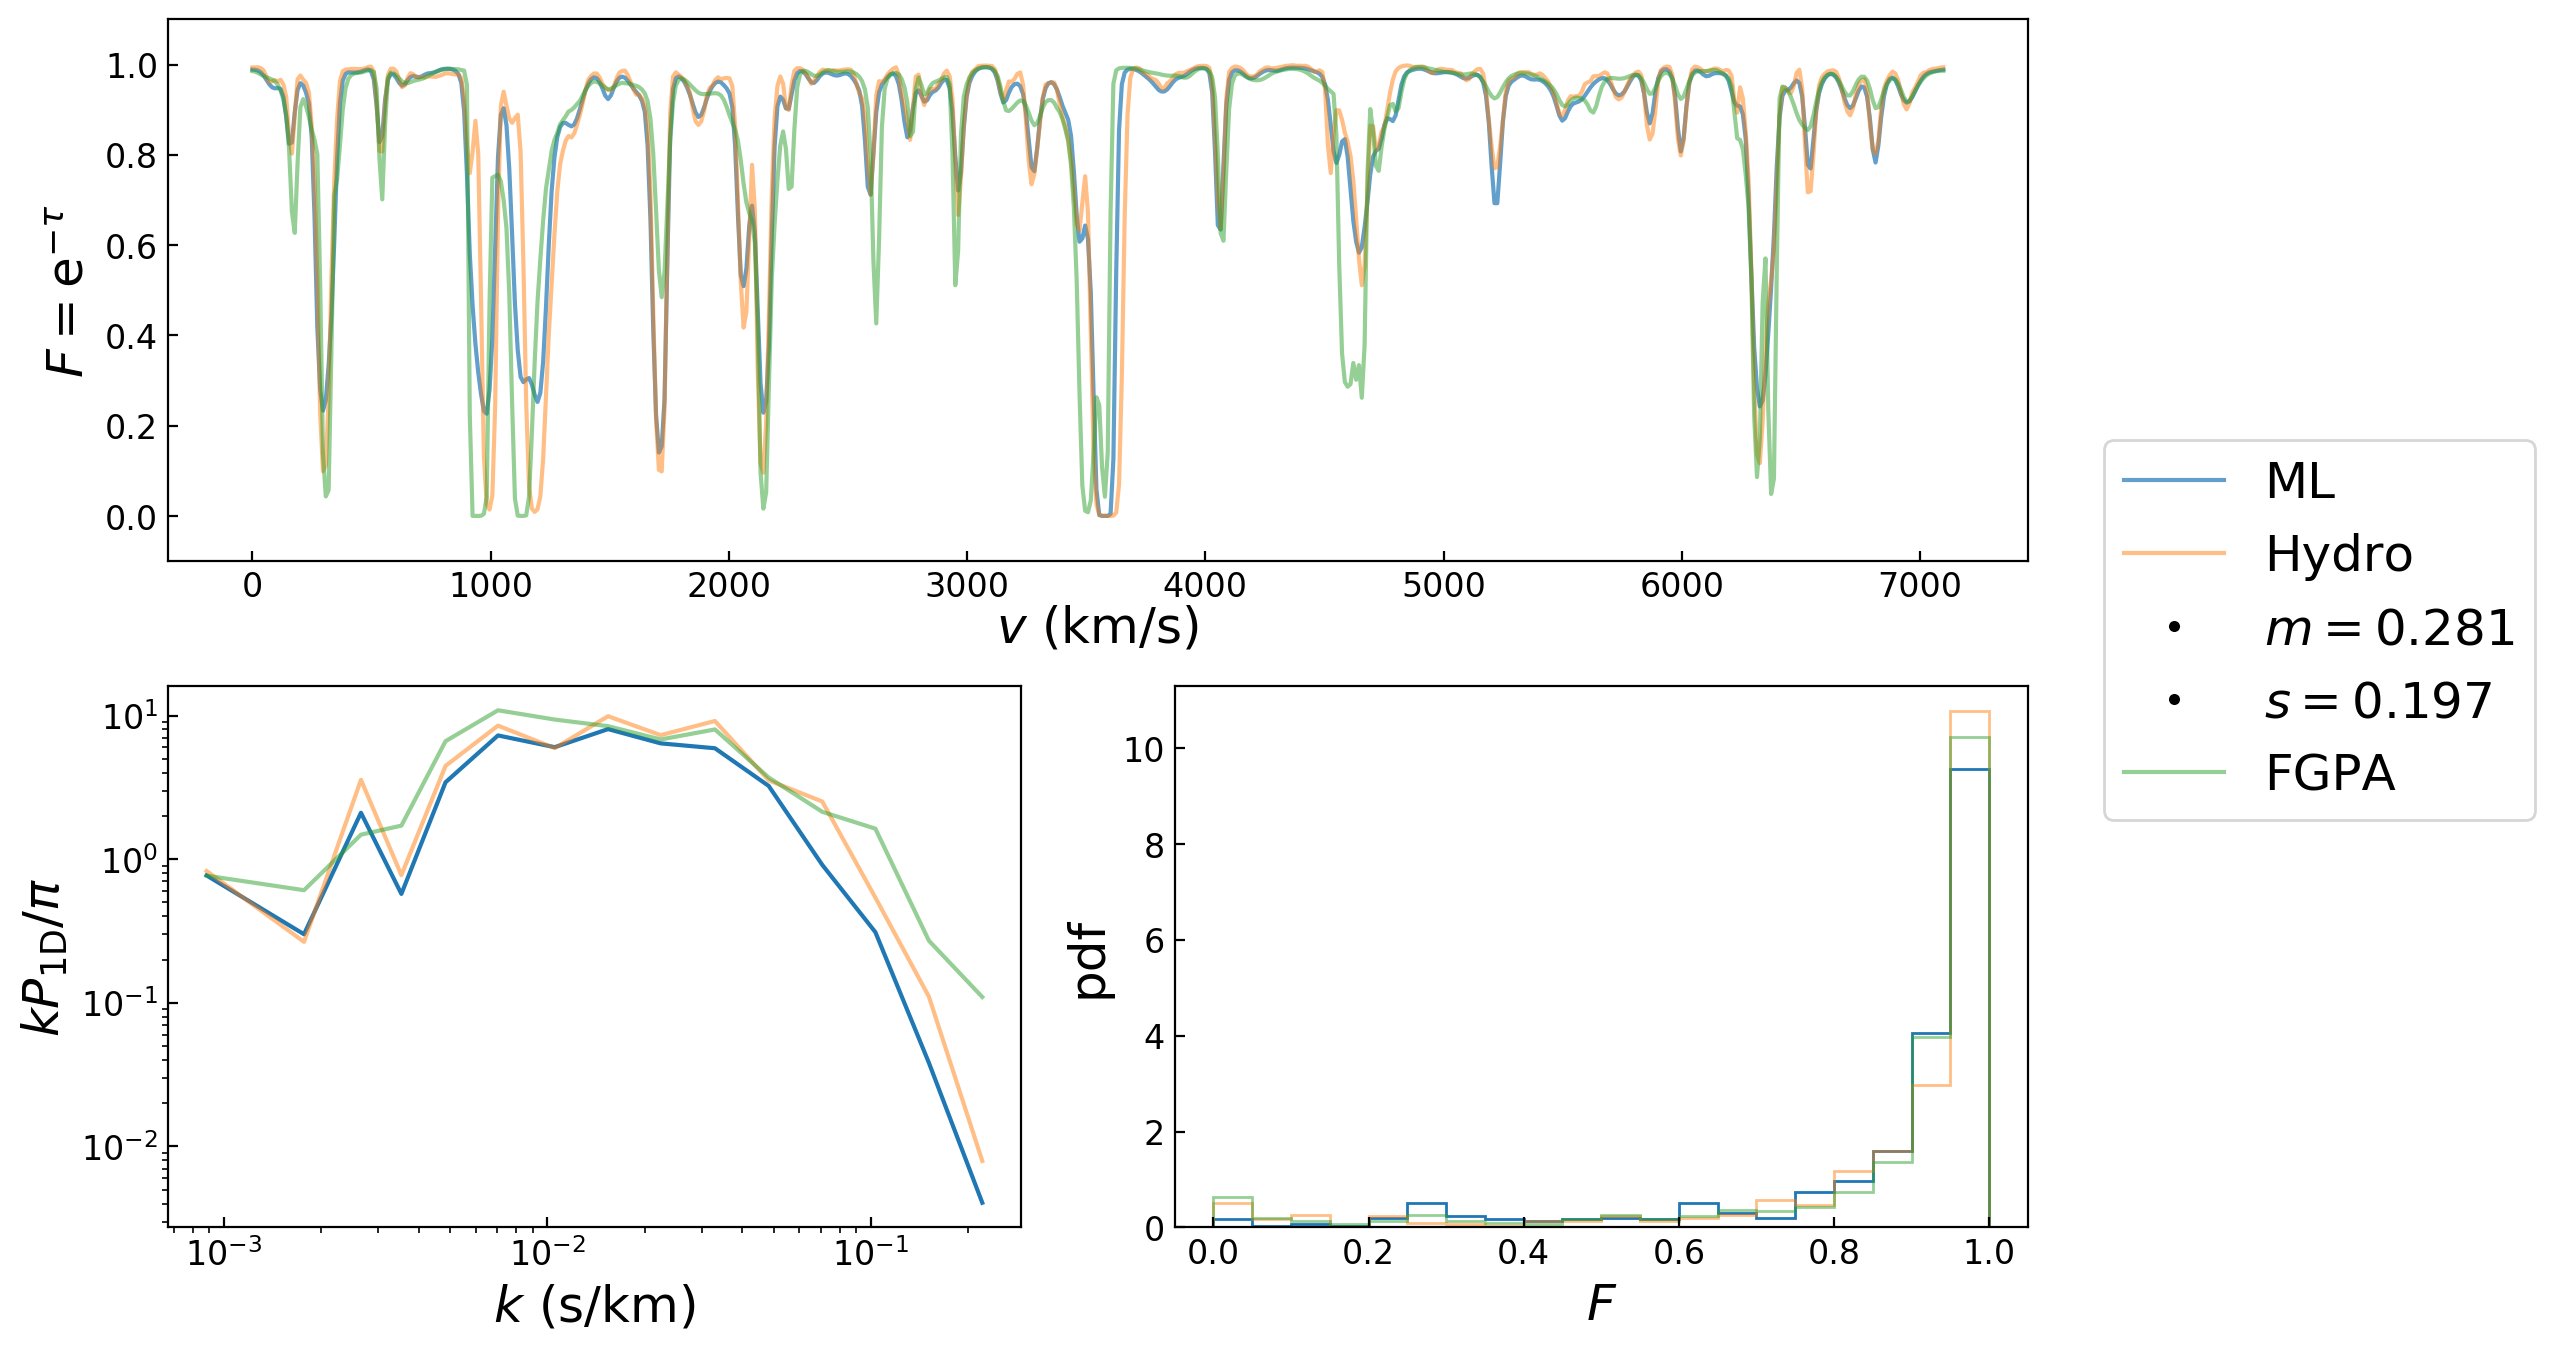 1.0
0.8
0.6
0.4
0.2
0.0
F = e^{−τ}
0 1000 2000 3000 4000 5000 6000 7000
v (km/s)
ML
Hydro
m = 0.281
s = 0.197
FGPA
10^1
10^0
10^{−1}
10^{−2}
kP_{1D}/π
10^{−3} 10^{−2} 10^{−1}
k (s/km)
10
8
6
4
2
0
pdf
0.0 0.2 0.4 0.6 0.8 1.0
F